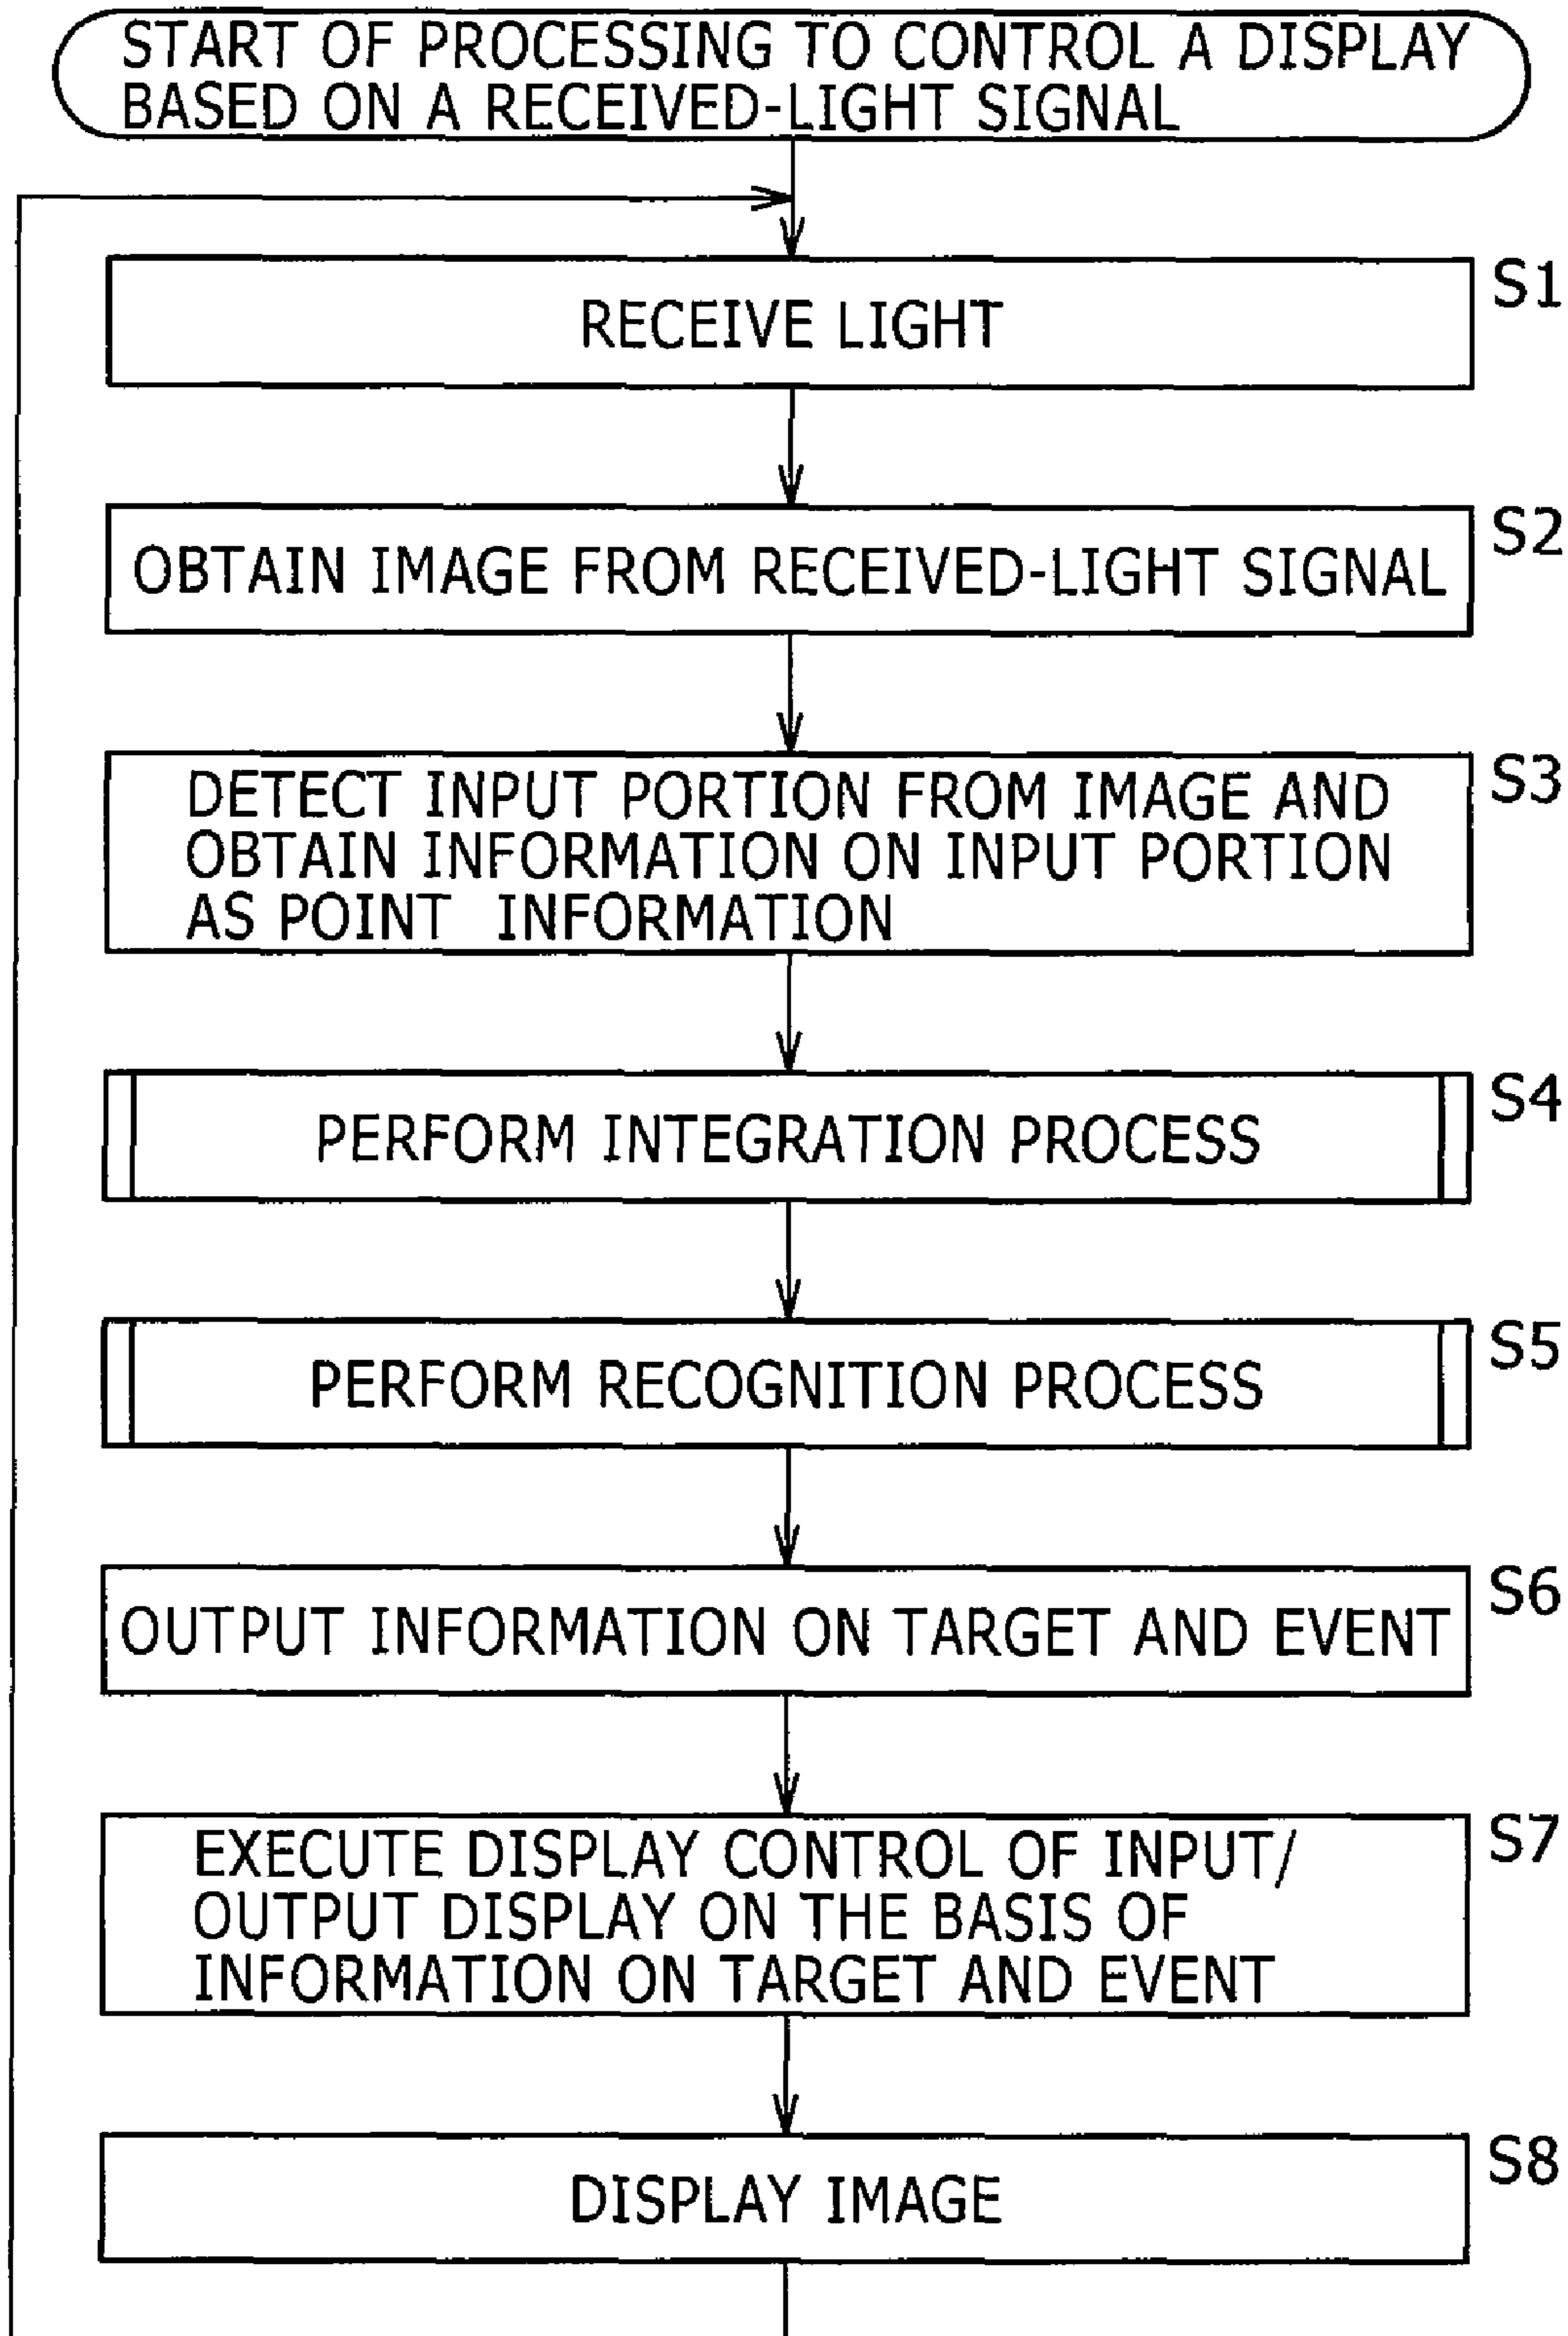 START OF PROCESSING TO CONTROL A DISPLAY
BASED ON A RECEIVED-LIGHT SIGNAL
S1
RECEIVE LIGHT
S2
OBTAIN IMAGE FROM RECEIVED-LIGHT SIGNAL
S3
DETECT INPUT PORTION FROM IMAGE AND
OBTAIN INFORMATION ON INPUT PORTION
AS POINT INFORMATION
S4
PERFORM INTEGRATION PROCESS
S5
PERFORM RECOGNITION PROCESS
S6
OUTPUT INFORMATION ON TARGET AND EVENT
S7
EXECUTE DISPLAY CONTROL OF INPUT/
OUTPUT DISPLAY ON THE BASIS OF
INFORMATION ON TARGET AND EVENT
S8
DISPLAY IMAGE